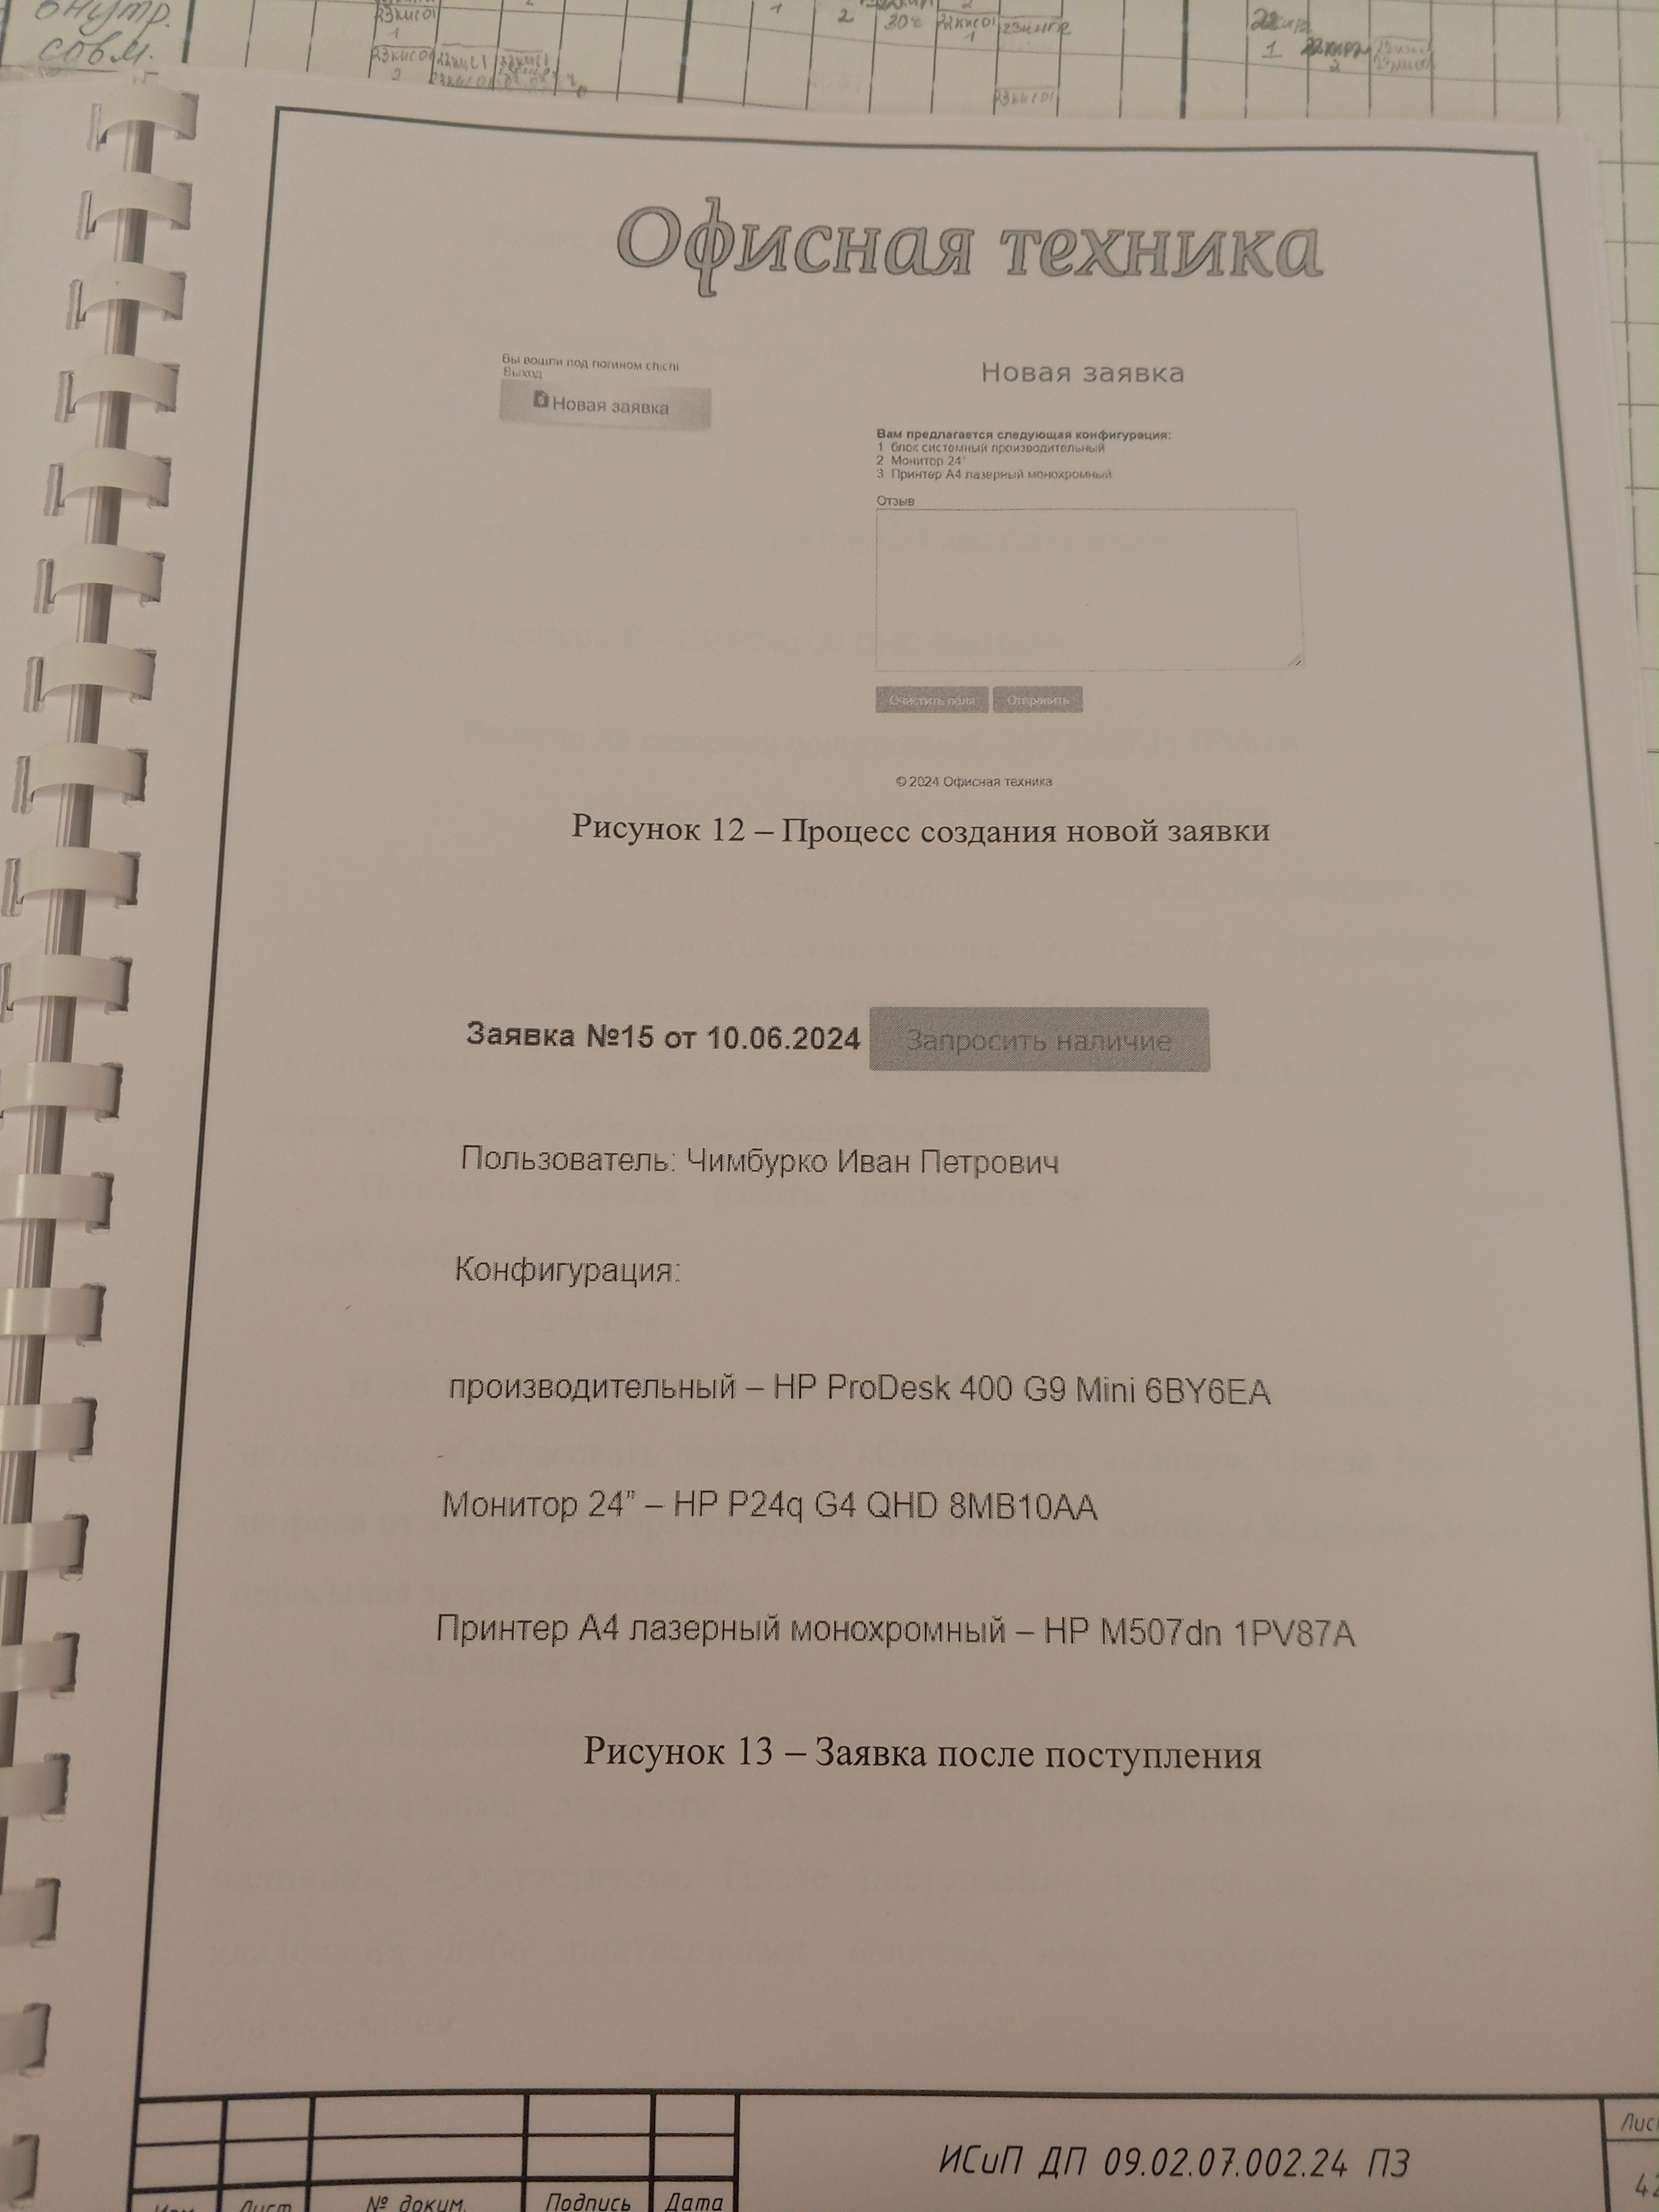 внутр.
совм.
Офисная техника
Вы вошли под логином chichi
Выход
Новая заявка
Новая заявка
Вам предлагается следующая конфигурация:
1 блок системный производительный
2 Монитор 24"
3 Принтер А4 лазерный монохромный
Отзыв
Очистить поля Отправить
© 2024 Офисная техника
Рисунок 12 – Процесс создания новой заявки
Заявка №15 от 10.06.2024 Запросить наличие
Пользователь: Чимбурко Иван Петрович
Конфигурация:
производительный – HP ProDesk 400 G9 Mini 6BY6EA
Монитор 24” – HP P24q G4 QHD 8MB10AA
Принтер А4 лазерный монохромный – HP M507dn 1PV87A
Рисунок 13 – Заявка после поступления
ИСиП ДП 09.02.07.002.24 ПЗ
Лист № докум. Подпись Дата